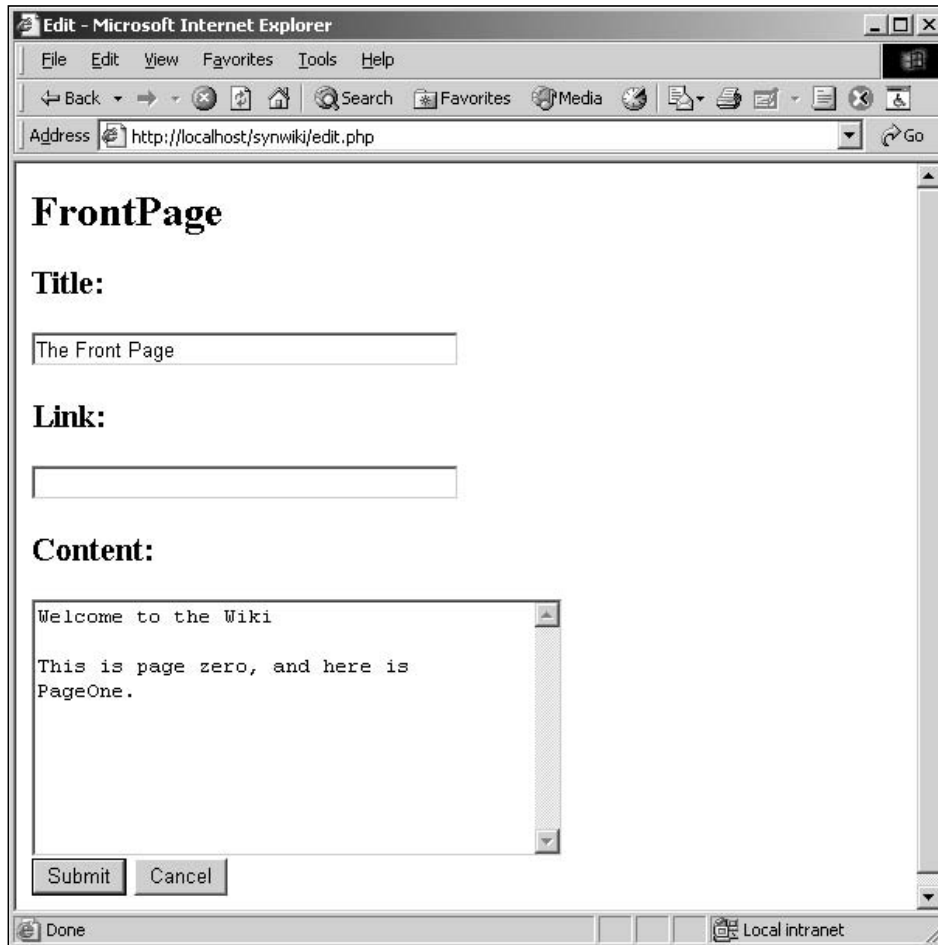 Edit - Microsoft Internet Explorer
File Edit View Favorites Tools Help
Back Search Favorites Media
Address http://localhost/synwiki/edit.php Go
FrontPage
Title:
The Front Page
Link:
Content:
Welcome to the Wiki
This is page zero, and here is
PageOne.
Submit Cancel
Done Local intranet